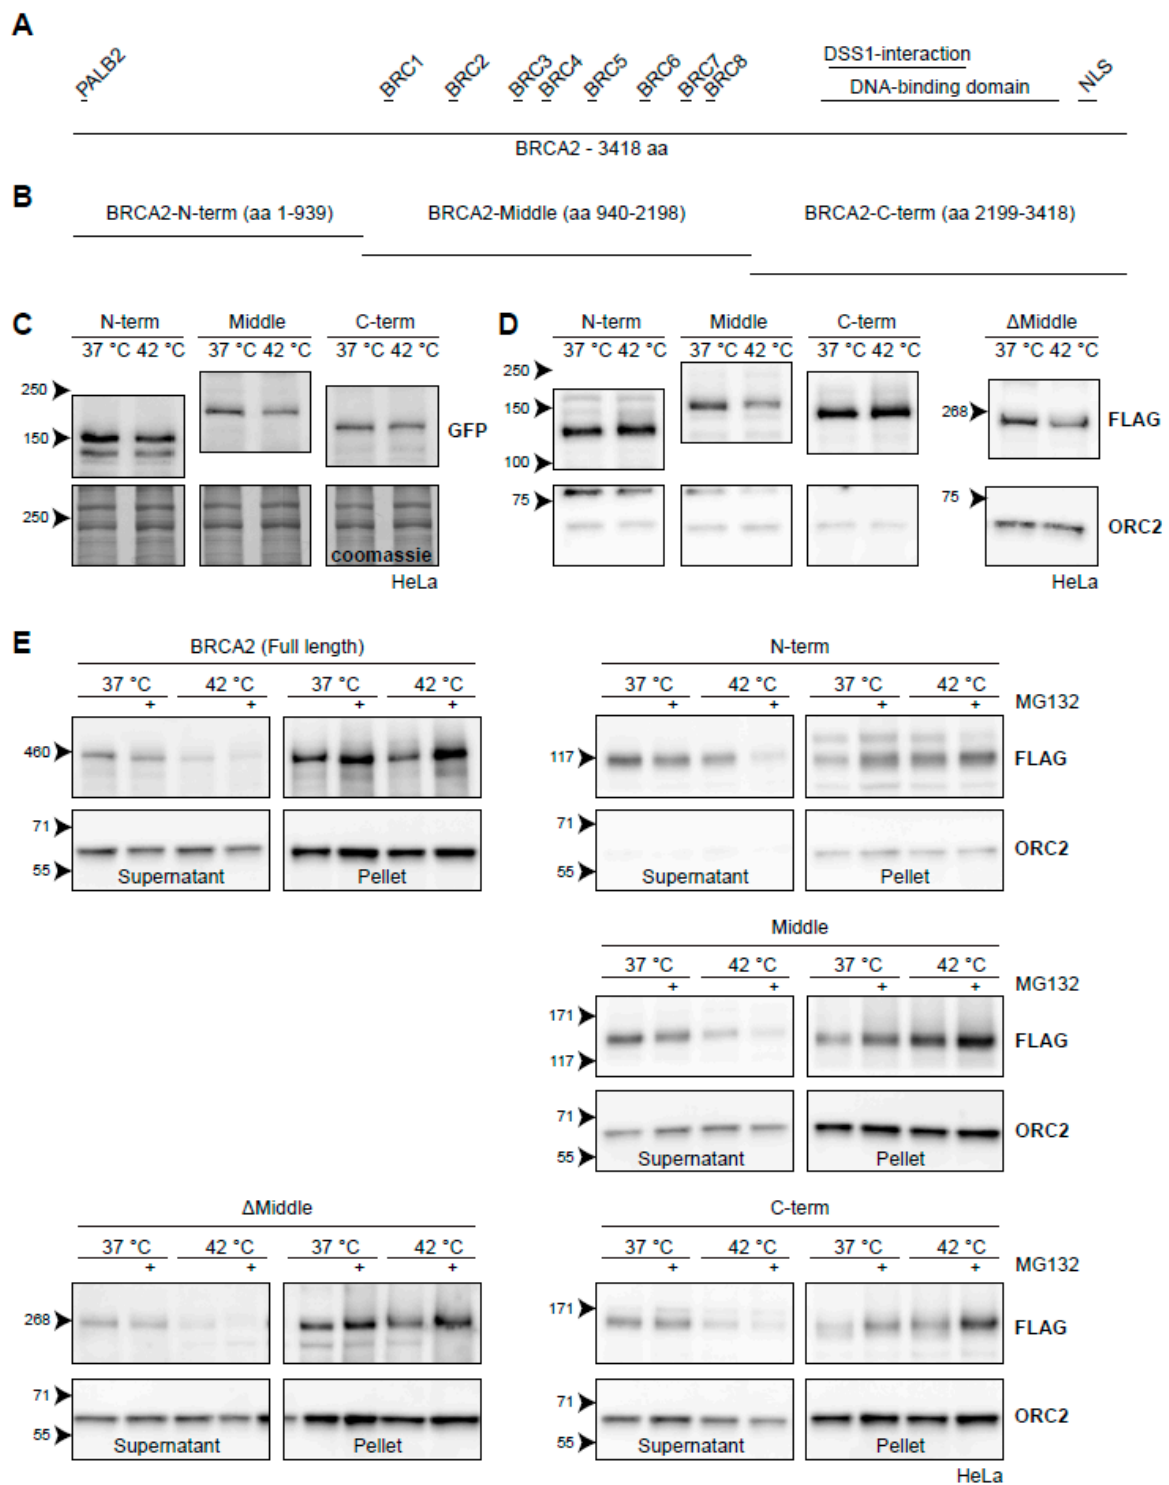 A
PALB2 BRC1 BRC2 BRC3 BRC4 BRC5 BRC6 BRC7 BRC8 DSS1-interaction DNA-binding domain NLS
BRCA2 - 3418 aa
B
BRCA2-N-term (aa 1-939) BRCA2-Middle (aa 940-2198) BRCA2-C-term (aa 2199-3418)
C
N-term Middle C-term
37 °C 42 °C 37 °C 42 °C 37 °C 42 °C
250
150
GFP
250
coomassie
HeLa
D
N-term Middle C-term ΔMiddle
37 °C 42 °C 37 °C 42 °C 37 °C 42 °C 37 °C 42 °C
250
150
100
268
FLAG
75
75
ORC2
HeLa
E
BRCA2 (Full length)
37 °C 42 °C 37 °C 42 °C
+ + + +
460
71
55
Supernatant Pellet
N-term
37 °C 42 °C 37 °C 42 °C
+ + + + MG132
117
FLAG
71
ORC2
55
Supernatant Pellet
Middle
37 °C 42 °C 37 °C 42 °C
+ + + + MG132
171
FLAG
117
71
ORC2
55
Supernatant Pellet
ΔMiddle
37 °C 42 °C 37 °C 42 °C
+ + + +
268
71
55
Supernatant Pellet
C-term
37 °C 42 °C 37 °C 42 °C
+ + + + MG132
171
FLAG
71
ORC2
55
Supernatant Pellet
HeLa